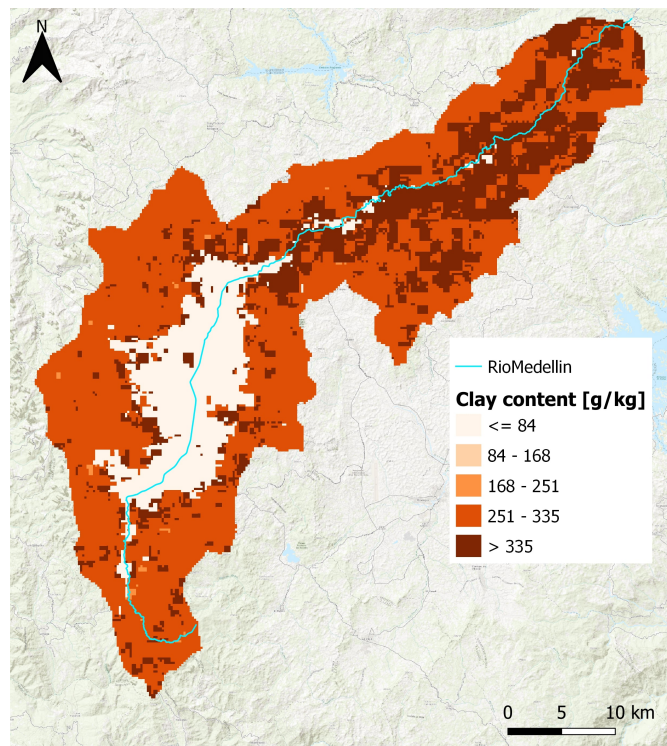 N
RioMedellin
Clay content [g/kg]
<= 84
84 - 168
168 - 251
251 - 335
> 335
0 5 10 km